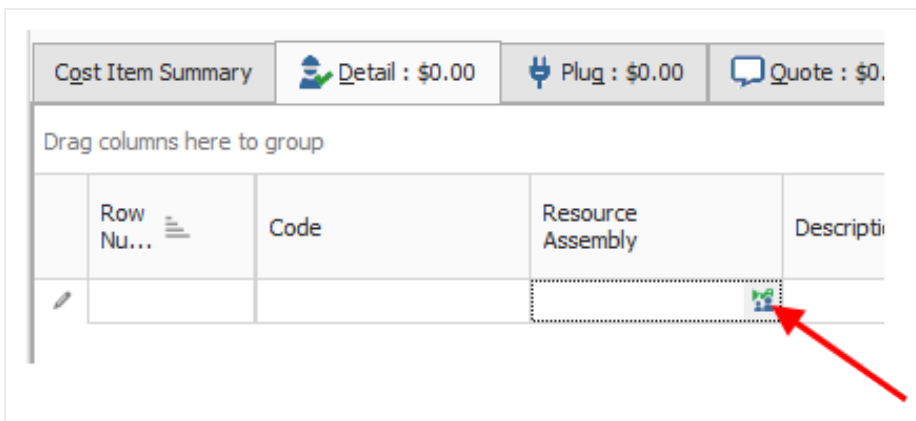 Cost Item Summary
Detail : $0.00
Plug : $0.00
Quote : $0.
Drag columns here to group
Row
Nu...
Code
Resource
Assembly
Descripti